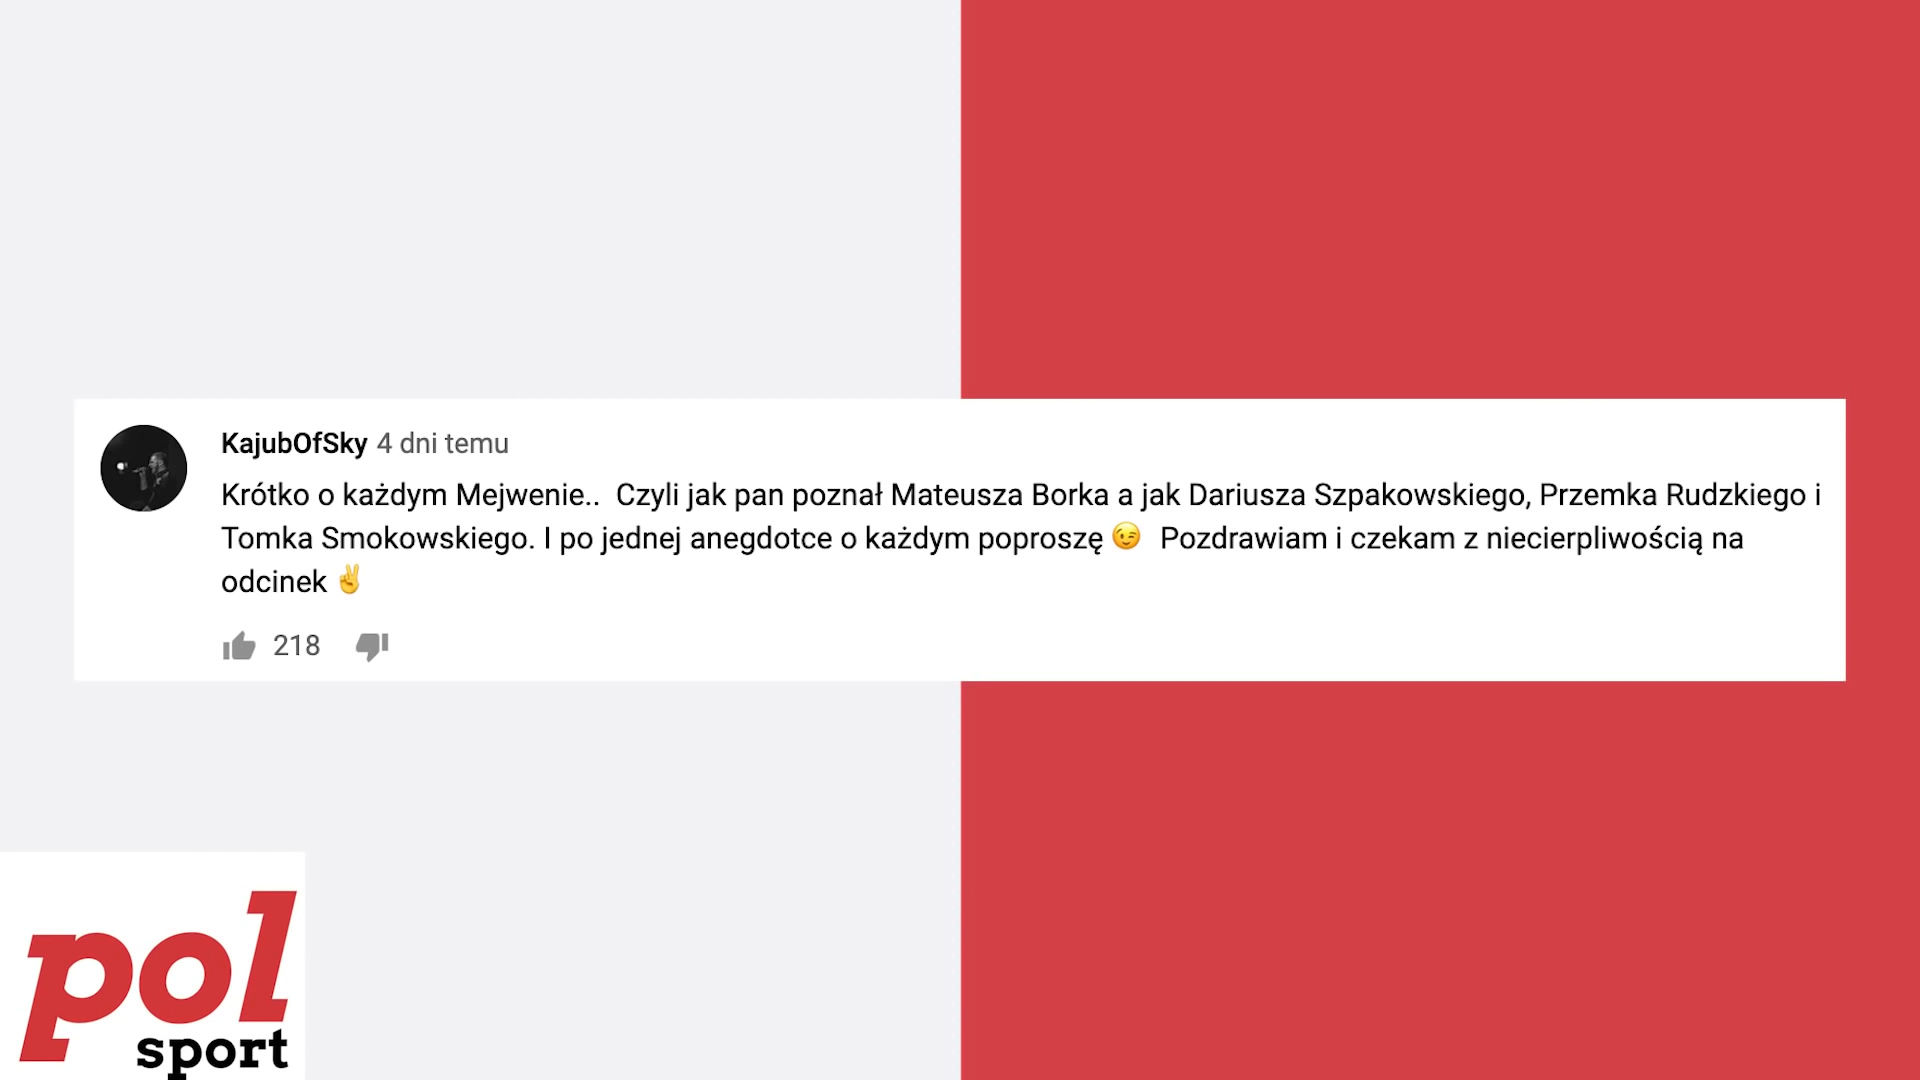 KajubOfSky 4 dni temu
Krótko o każdym Mejwenie..  Czyli jak pan poznał Mateusza Borka a jak Dariusza Szpakowskiego, Przemka Rudzkiego i
Tomka Smokowskiego. I po jednej anegdotce o każdym poproszę 😉  Pozdrawiam i czekam z niecierpliwością na
odcinek ✌
218
pol
sport